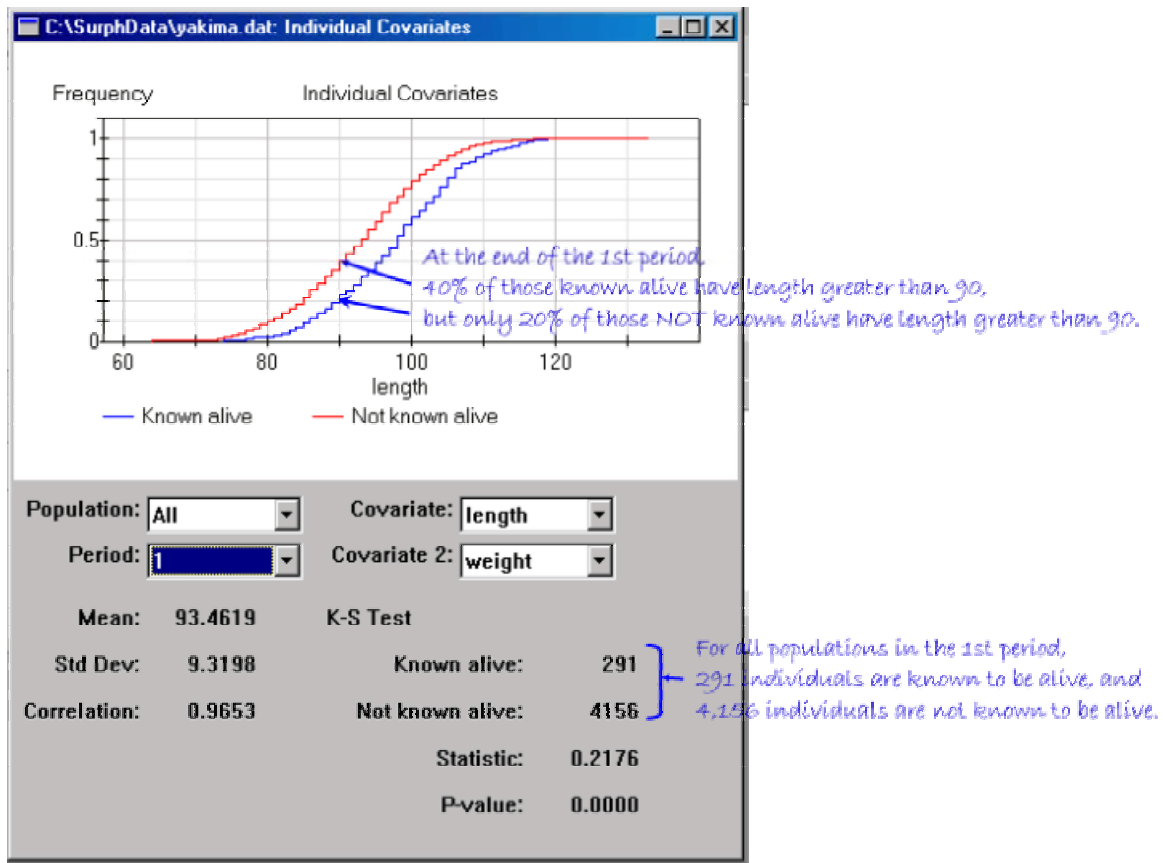 C:\SurphData\yakima.dat: Individual Covariates
Frequency
Individual Covariates
1
0.5
0
60 80 100 120
length
At the end of the 1st period,
40% of those known alive have length greater than 90,
but only 20% of those NOT known alive have length greater than 90.
Known alive
Not known alive
Population: All
Covariate: length
Period: 1
Covariate 2: weight
Mean: 93.4619
K-S Test
Std Dev: 9.3198
Known alive: 291
Correlation: 0.9653
Not known alive: 4156
Statistic: 0.2176
P-value: 0.0000
For all populations in the 1st period,
291 individuals are known to be alive, and
4,156 individuals are not known to be alive.